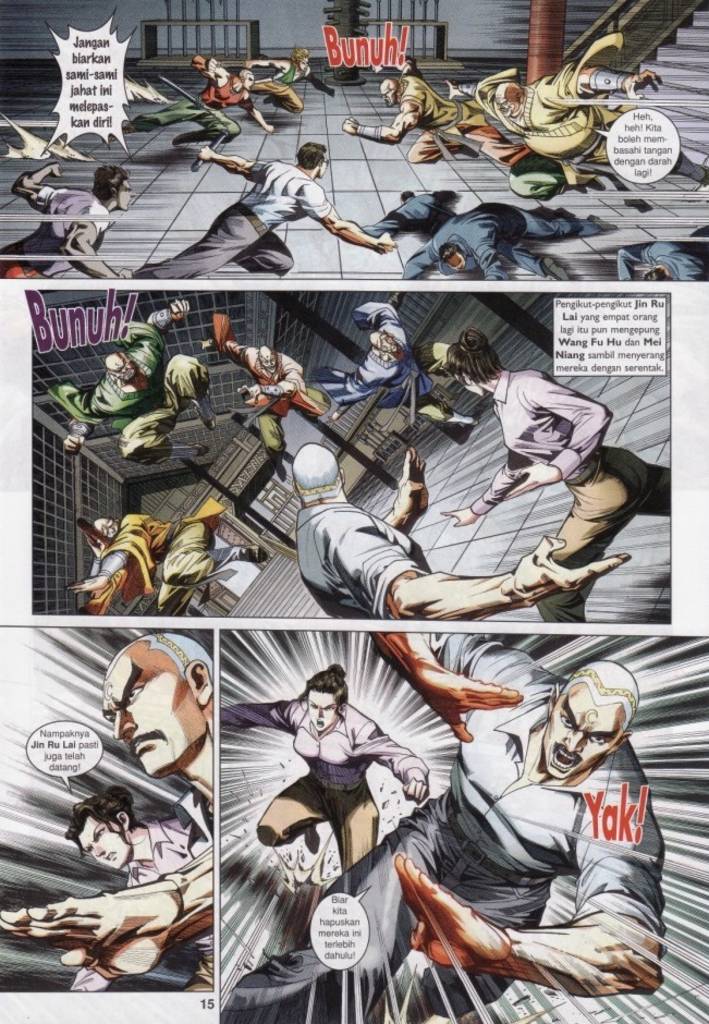 Jangan
biarkan
sami-sami
jahat ini
melepas-
kan diri!
Bunuh!
Heh,
heh! Kita
boleh mem-
basahi tangan
dengan darah
lagi!
Bunuh!
Pengikut-pengikut Jin Ru
Lai yang empat orang
lagi itu pun mengepung
Wang Fu Hu dan Mei
Niang sambil menyerang
mereka dengan serentak.
Nampaknya
Jin Ru Lai pasti
juga telah
datang!
Yak!
Biar
kita
hapuskan
mereka ini
terlebih
dahulu!
15